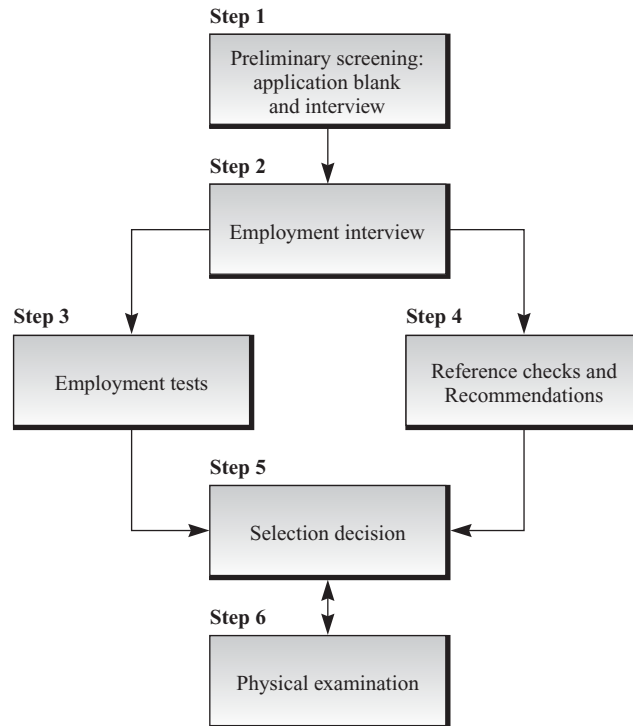 Step 1
Preliminary screening:
application blank
and interview
Step 2
Employment interview
Step 3
Employment tests
Step 4
Reference checks and
Recommendations
Step 5
Selection decision
Step 6
Physical examination